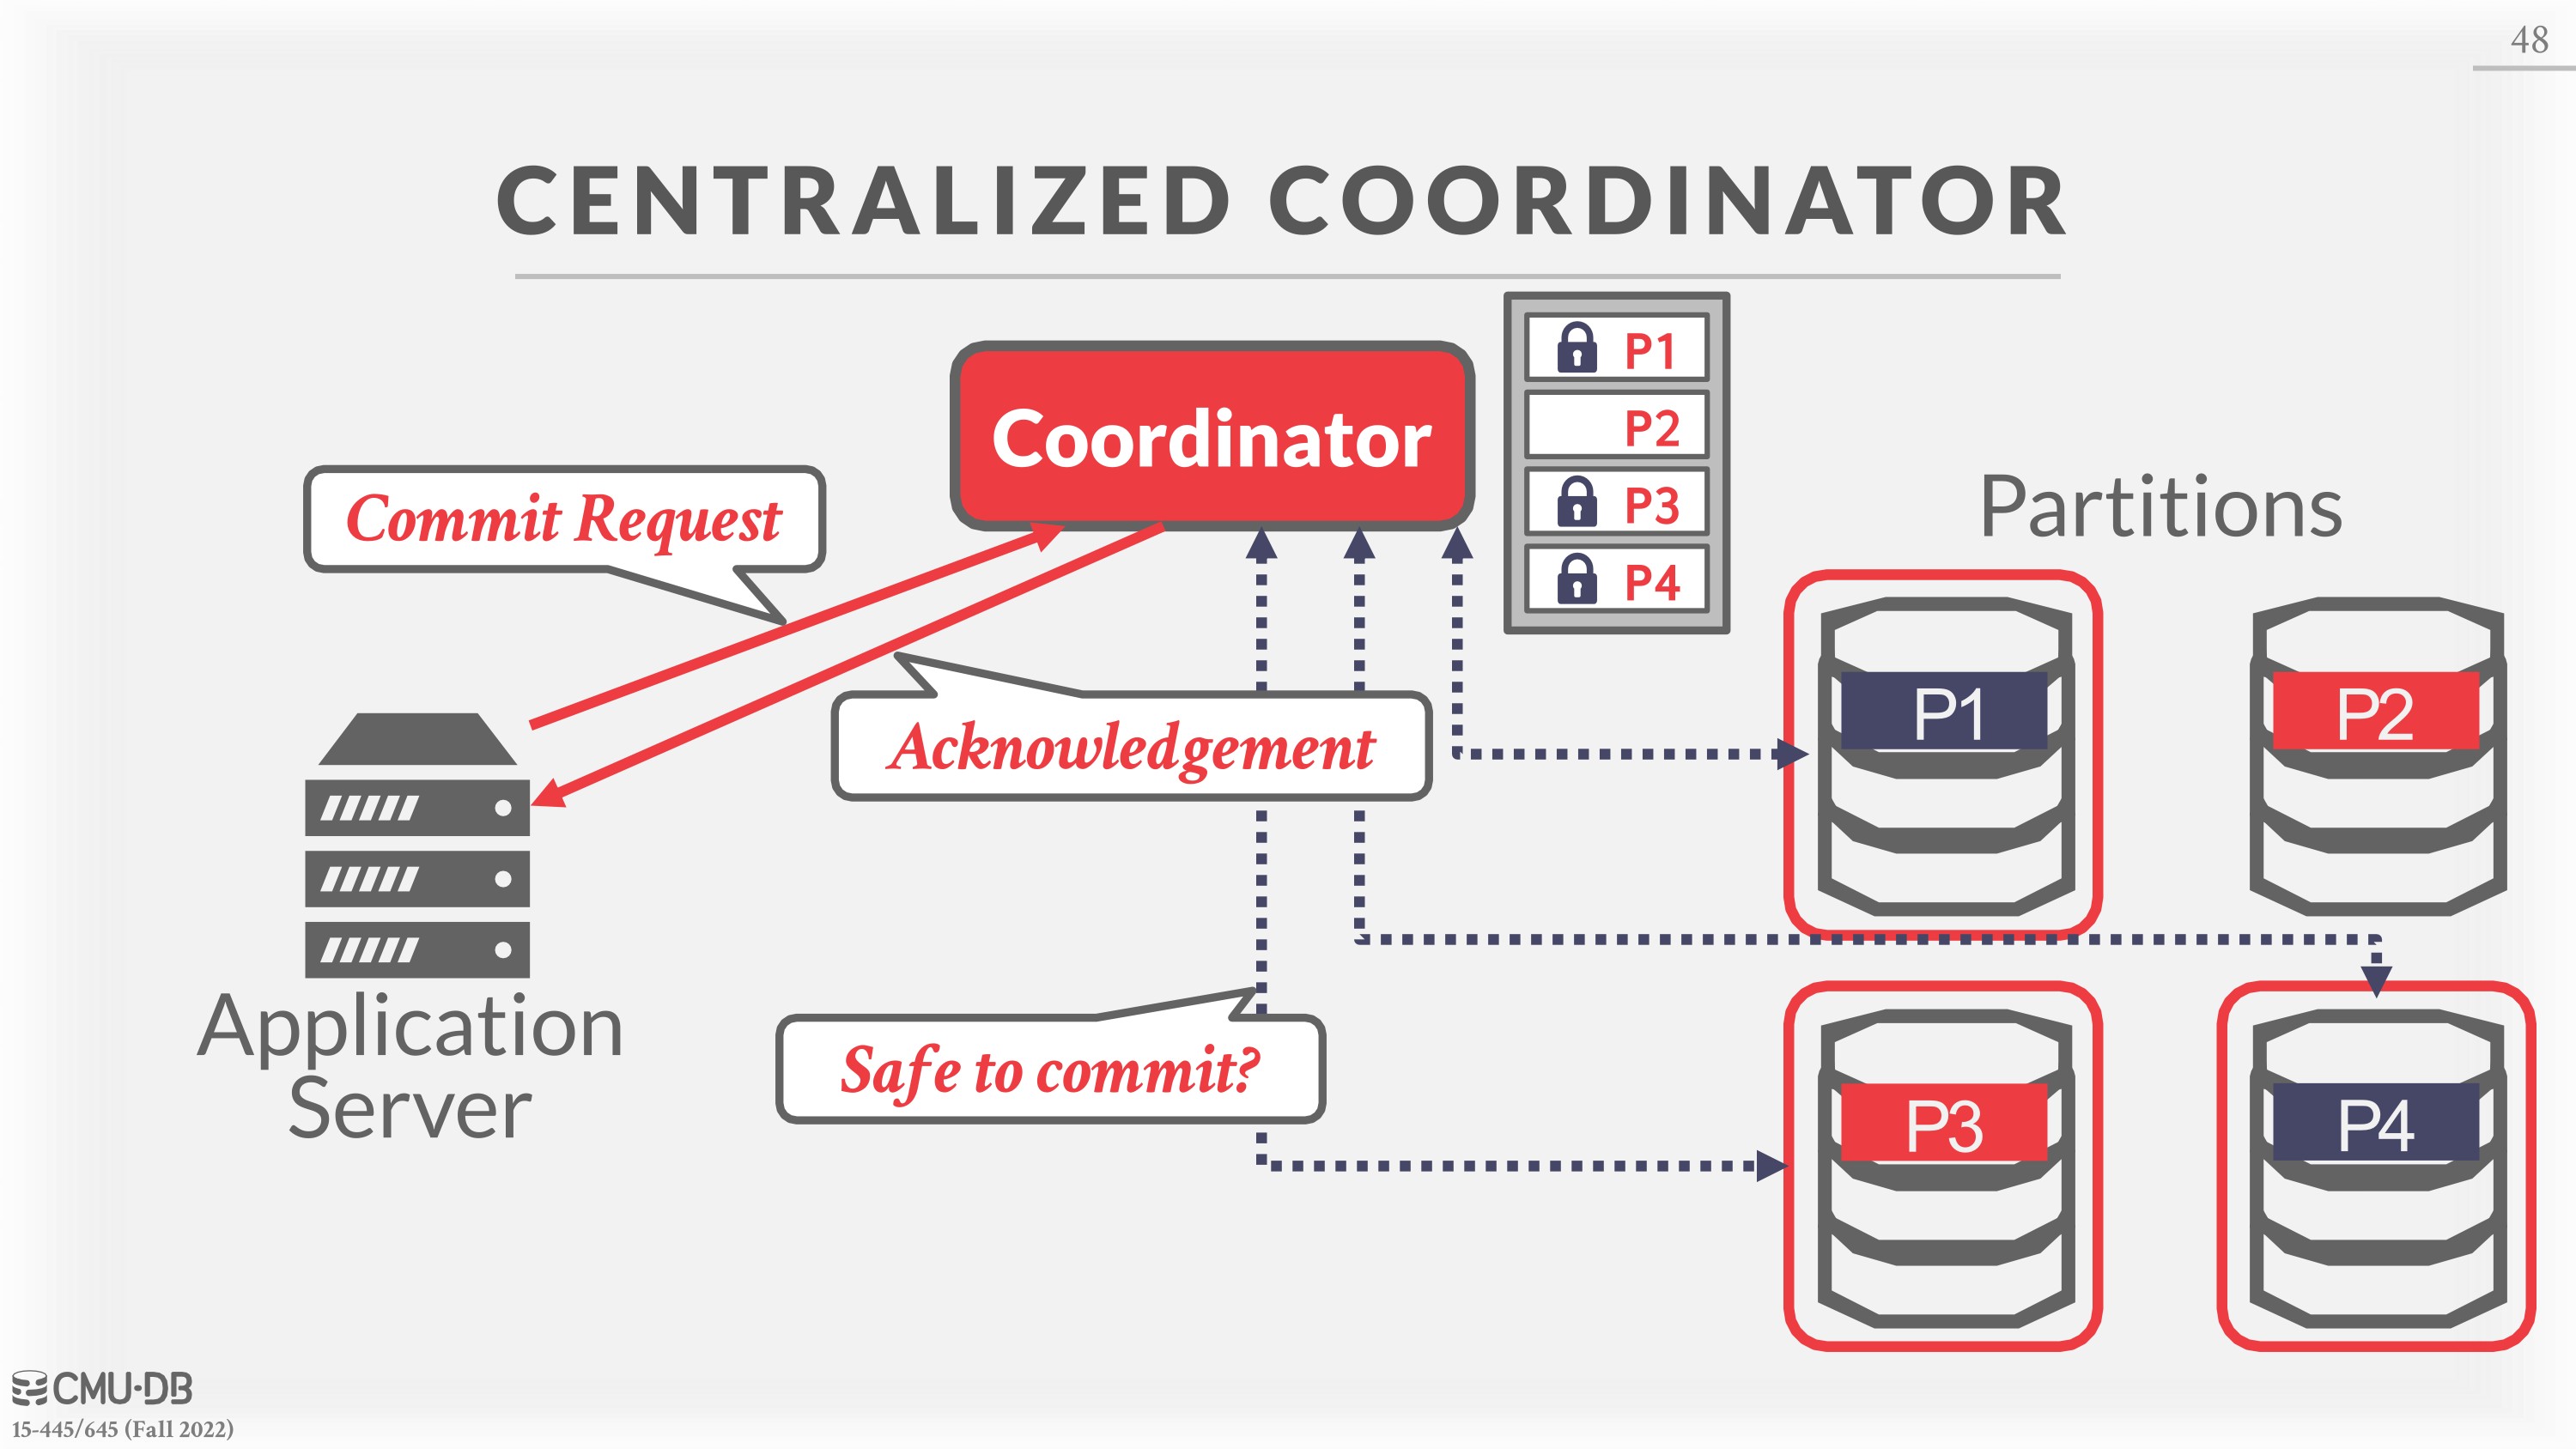 48
CENTRALIZED COORDINATOR
Coordinator
P1
P2
P3
P4
Commit Request
Partitions
Acknowledgement
P1
P2
Application
Server
Safe to commit?
P3
P4
CMU·DB
15-445/645 (Fall 2022)